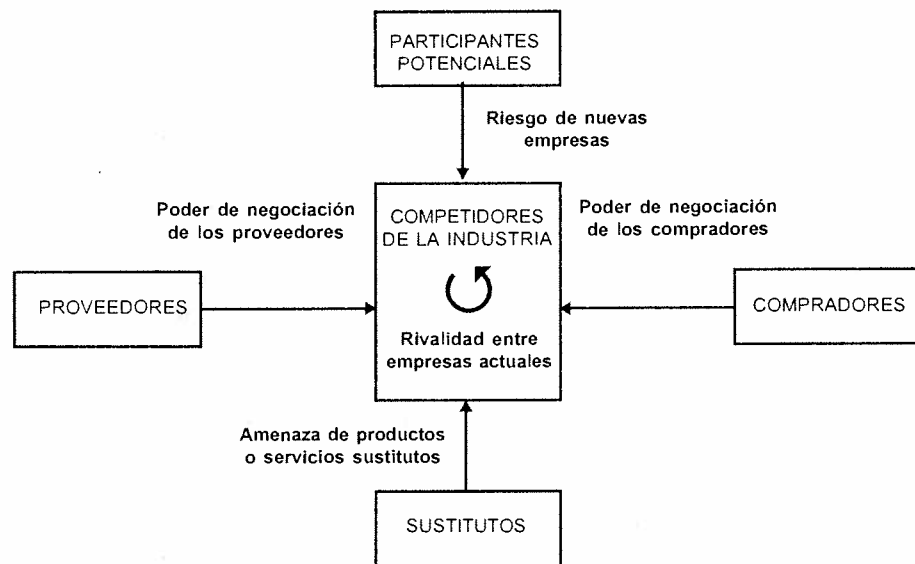 PARTICIPANTES
POTENCIALES
Riesgo de nuevas
empresas
Poder de negociación
de los proveedores
COMPETIDORES
DE LA INDUSTRIA
Poder de negociación
de los compradores
PROVEEDORES
Rivalidad entre
empresas actuales
COMPRADORES
Amenaza de productos
o servicios sustitutos
SUSTITUTOS